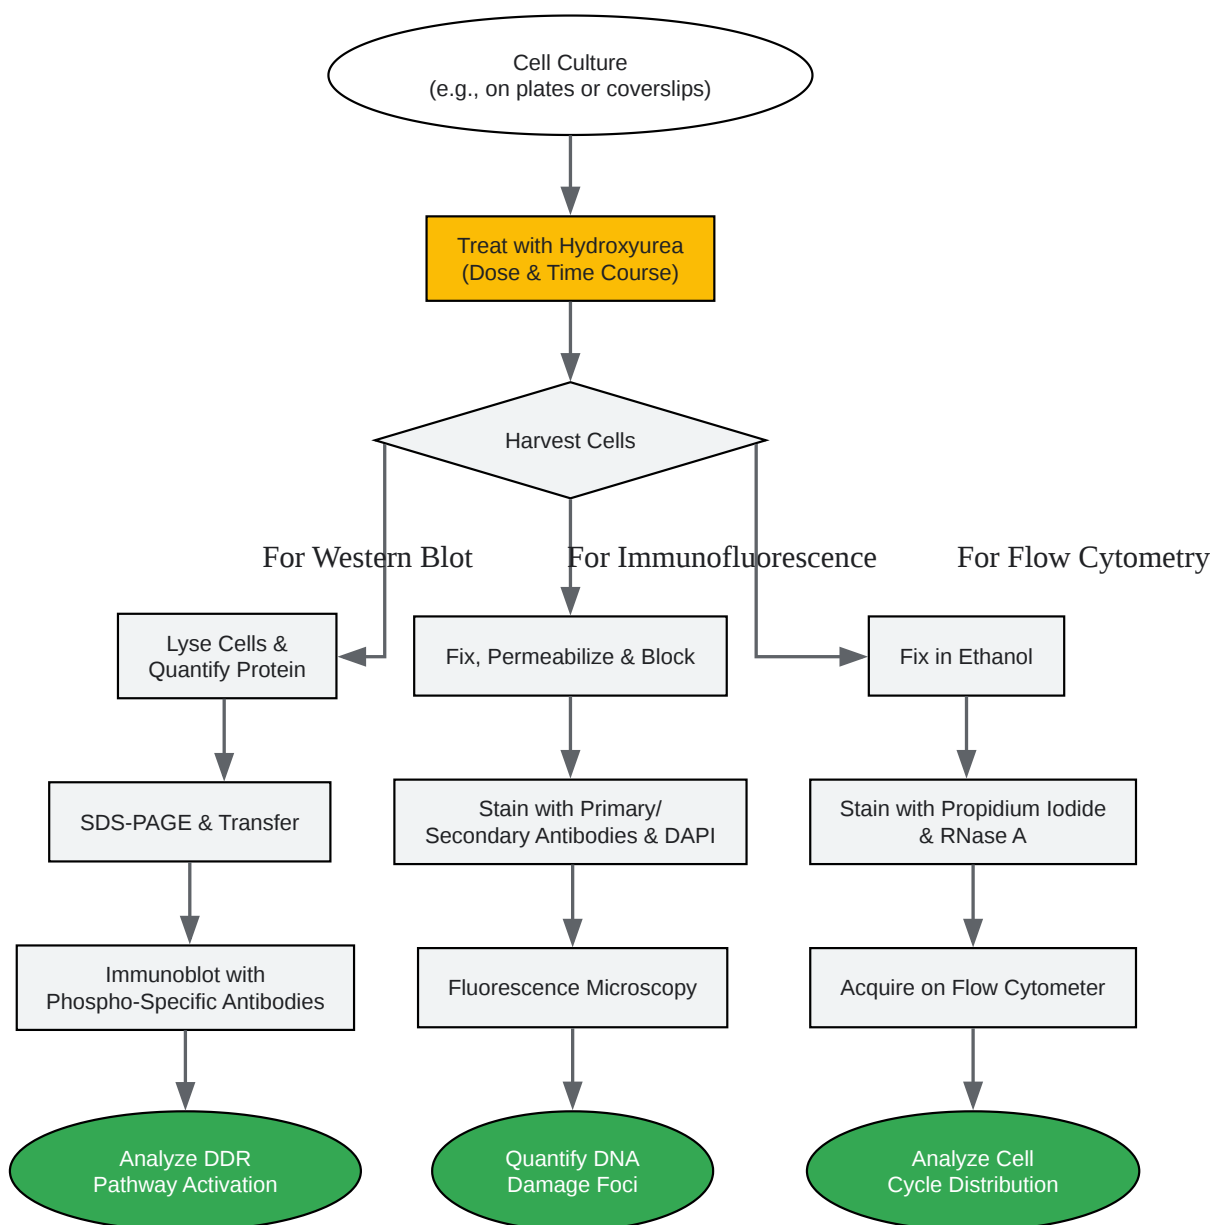 Cell Culture
(e.g., on plates or coverslips)
Treat with Hydroxyurea
(Dose & Time Course)
Harvest Cells
For Western Blot
For Immunofluorescence
For Flow Cytometry
Lyse Cells &
Quantify Protein
Fix, Permeabilize & Block
Fix in Ethanol
SDS-PAGE & Transfer
Stain with Primary/
Secondary Antibodies & DAPI
Stain with Propidium Iodide
& RNase A
Immunoblot with
Phospho-Specific Antibodies
Fluorescence Microscopy
Acquire on Flow Cytometer
Analyze DDR
Pathway Activation
Quantify DNA
Damage Foci
Analyze Cell
Cycle Distribution